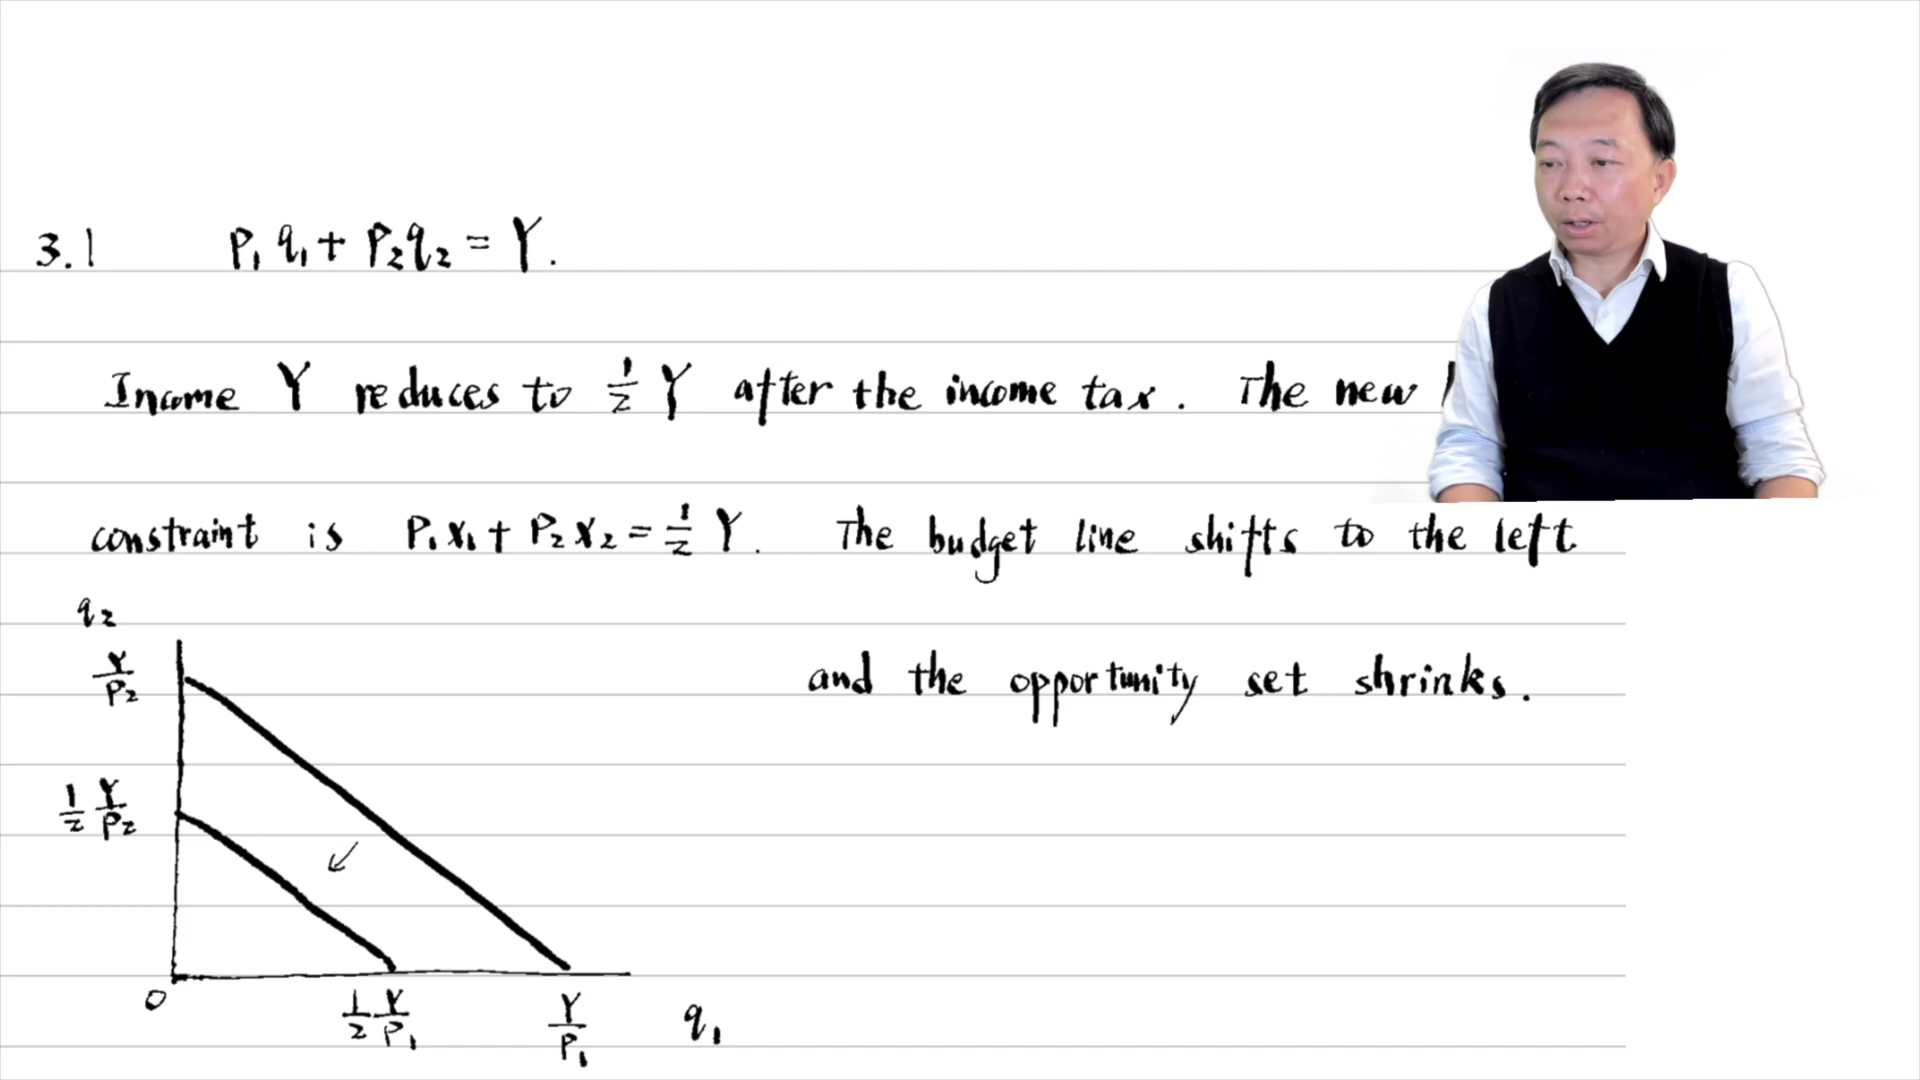 3.1 P₁q₁ + P₂q₂ = Y.
Income Y reduces to 1/2 Y after the income tax. The new
constraint is P₁x₁ + P₂x₂ = 1/2 Y. The budget line shifts to the left
and the opportunity set shrinks.
q₂
Y/P₂
1/2 Y/P₂
0
1/2 Y/P₁
Y/P₁
q₁